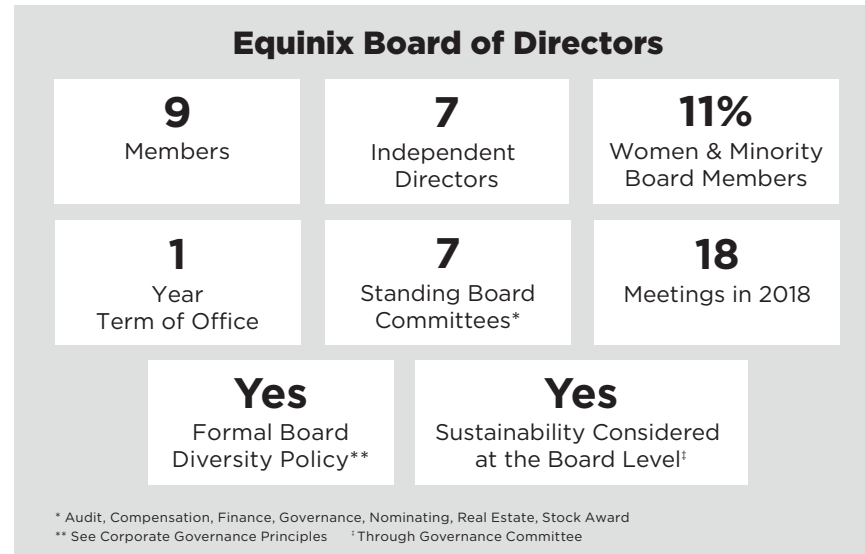 Equinix Board of Directors
9
Members
7
Independent
Directors
11%
Women & Minority
Board Members
1
Year
Term of Office
7
Standing Board
Committees*
18
Meetings in 2018
Yes
Formal Board
Diversity Policy**
Yes
Sustainability Considered
at the Board Level‡
* Audit, Compensation, Finance, Governance, Nominating, Real Estate, Stock Award
** See Corporate Governance Principles ‡ Through Governance Committee